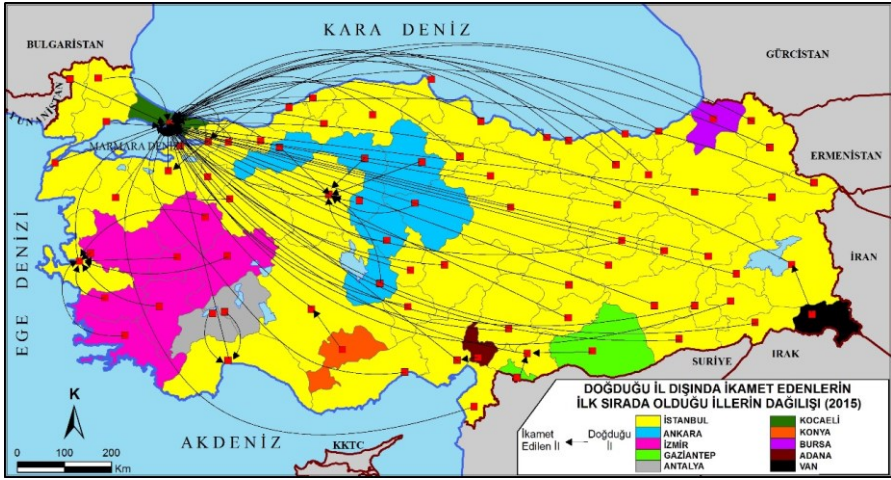 KARA DENİZ
BULGARİSTAN
GÜRCİSTAN
YUNANİSTAN
MARMARA DENİZİ
ERMENİSTAN
EGE DENİZİ
İRAN
IRAK
SURİYE
AKDENİZ
KKTC
K
100 50 0 100 200
Km
DOĞDUĞU İL DIŞINDA İKAMET EDENLERİN
İLK SIRADA OLDUĞU İLLERİN DAĞILIŞI (2015)
İkamet Edilen İl
Doğduğu İl
İSTANBUL
ANKARA
İZMİR
GAZİANTEP
ANTALYA
KOCAELİ
KONYA
BURSA
ADANA
VAN